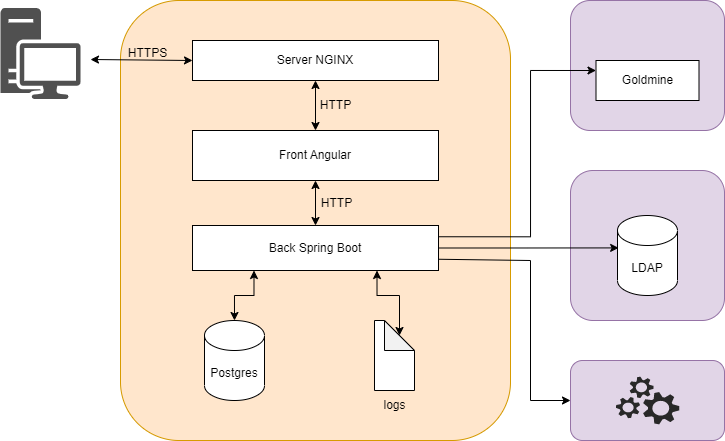 HTTPS
Server NGINX
HTTP
Front Angular
HTTP
Back Spring Boot
Postgres
logs
Goldmine
LDAP